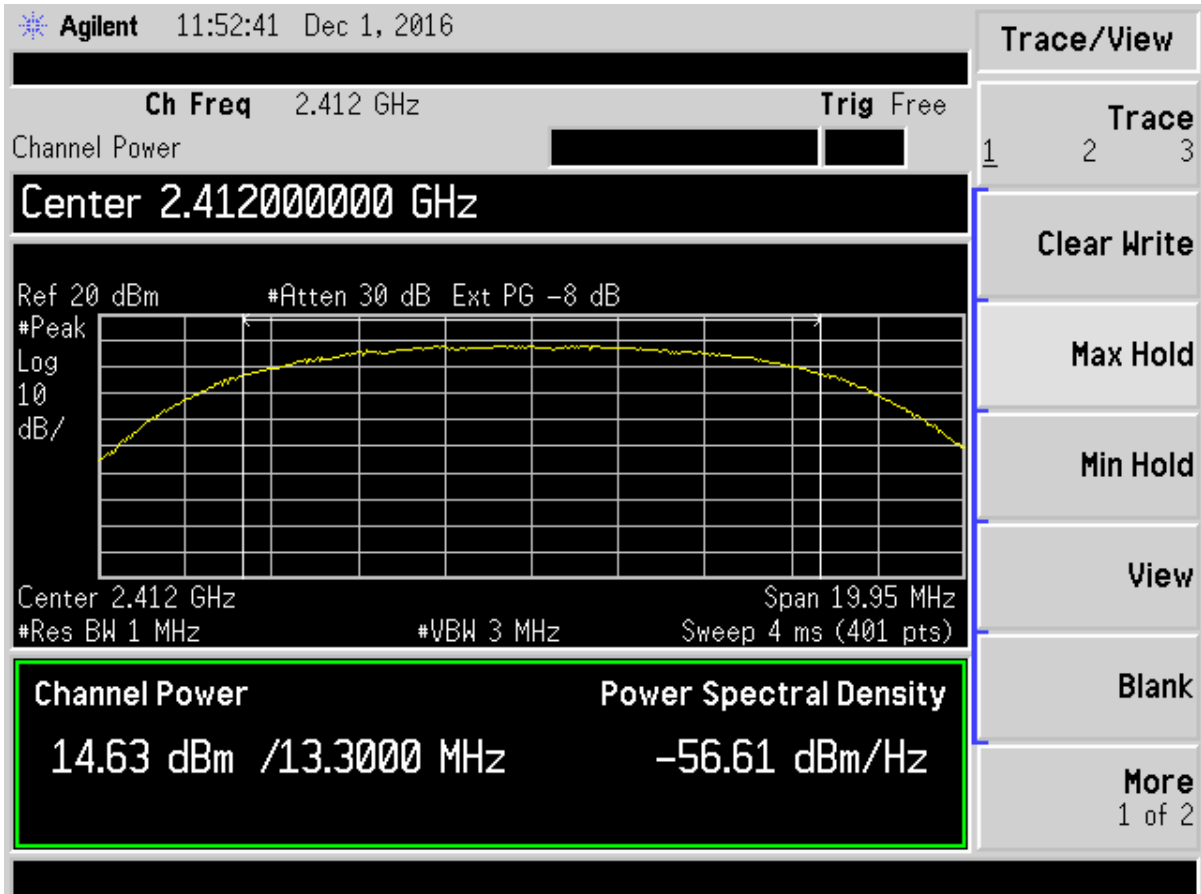 Agilent 11:52:41 Dec 1, 2016
Trace/View
Ch Freq 2.412 GHz Trig Free
Channel Power
Trace
1 2 3
Center 2.412000000 GHz
Clear Write
Ref 20 dBm #Atten 30 dB Ext PG −8 dB
#Peak
Log
10
dB/
Max Hold
Min Hold
View
Center 2.412 GHz Span 19.95 MHz
#Res BW 1 MHz #VBW 3 MHz Sweep 4 ms (401 pts)
Channel Power Power Spectral Density
14.63 dBm /13.3000 MHz −56.61 dBm/Hz
Blank
More
1 of 2